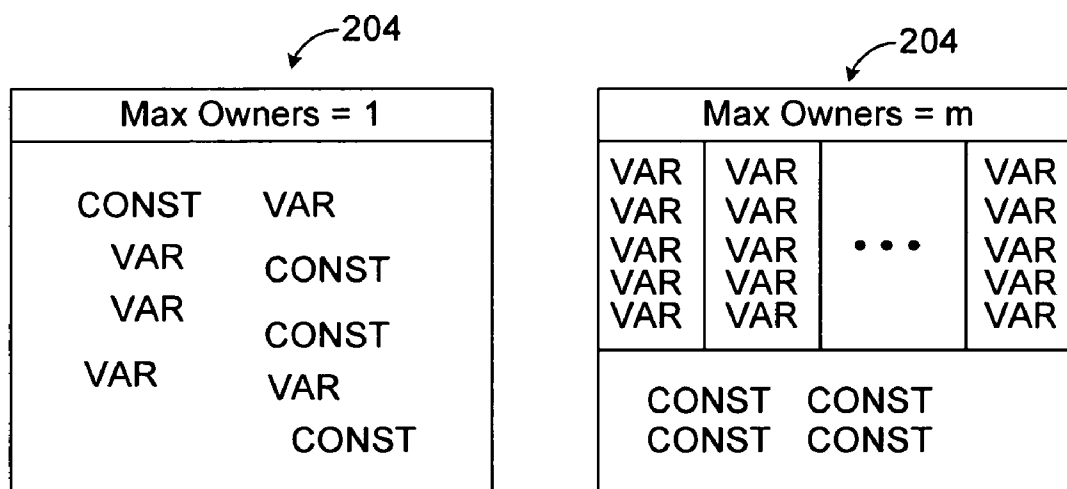 204
Max Owners = 1
CONST VAR
VAR
CONST
VAR
CONST
VAR
VAR
CONST
204
Max Owners = m
VAR VAR VAR
VAR VAR VAR
VAR VAR • • • VAR
VAR VAR VAR
VAR VAR VAR
CONST CONST
CONST CONST